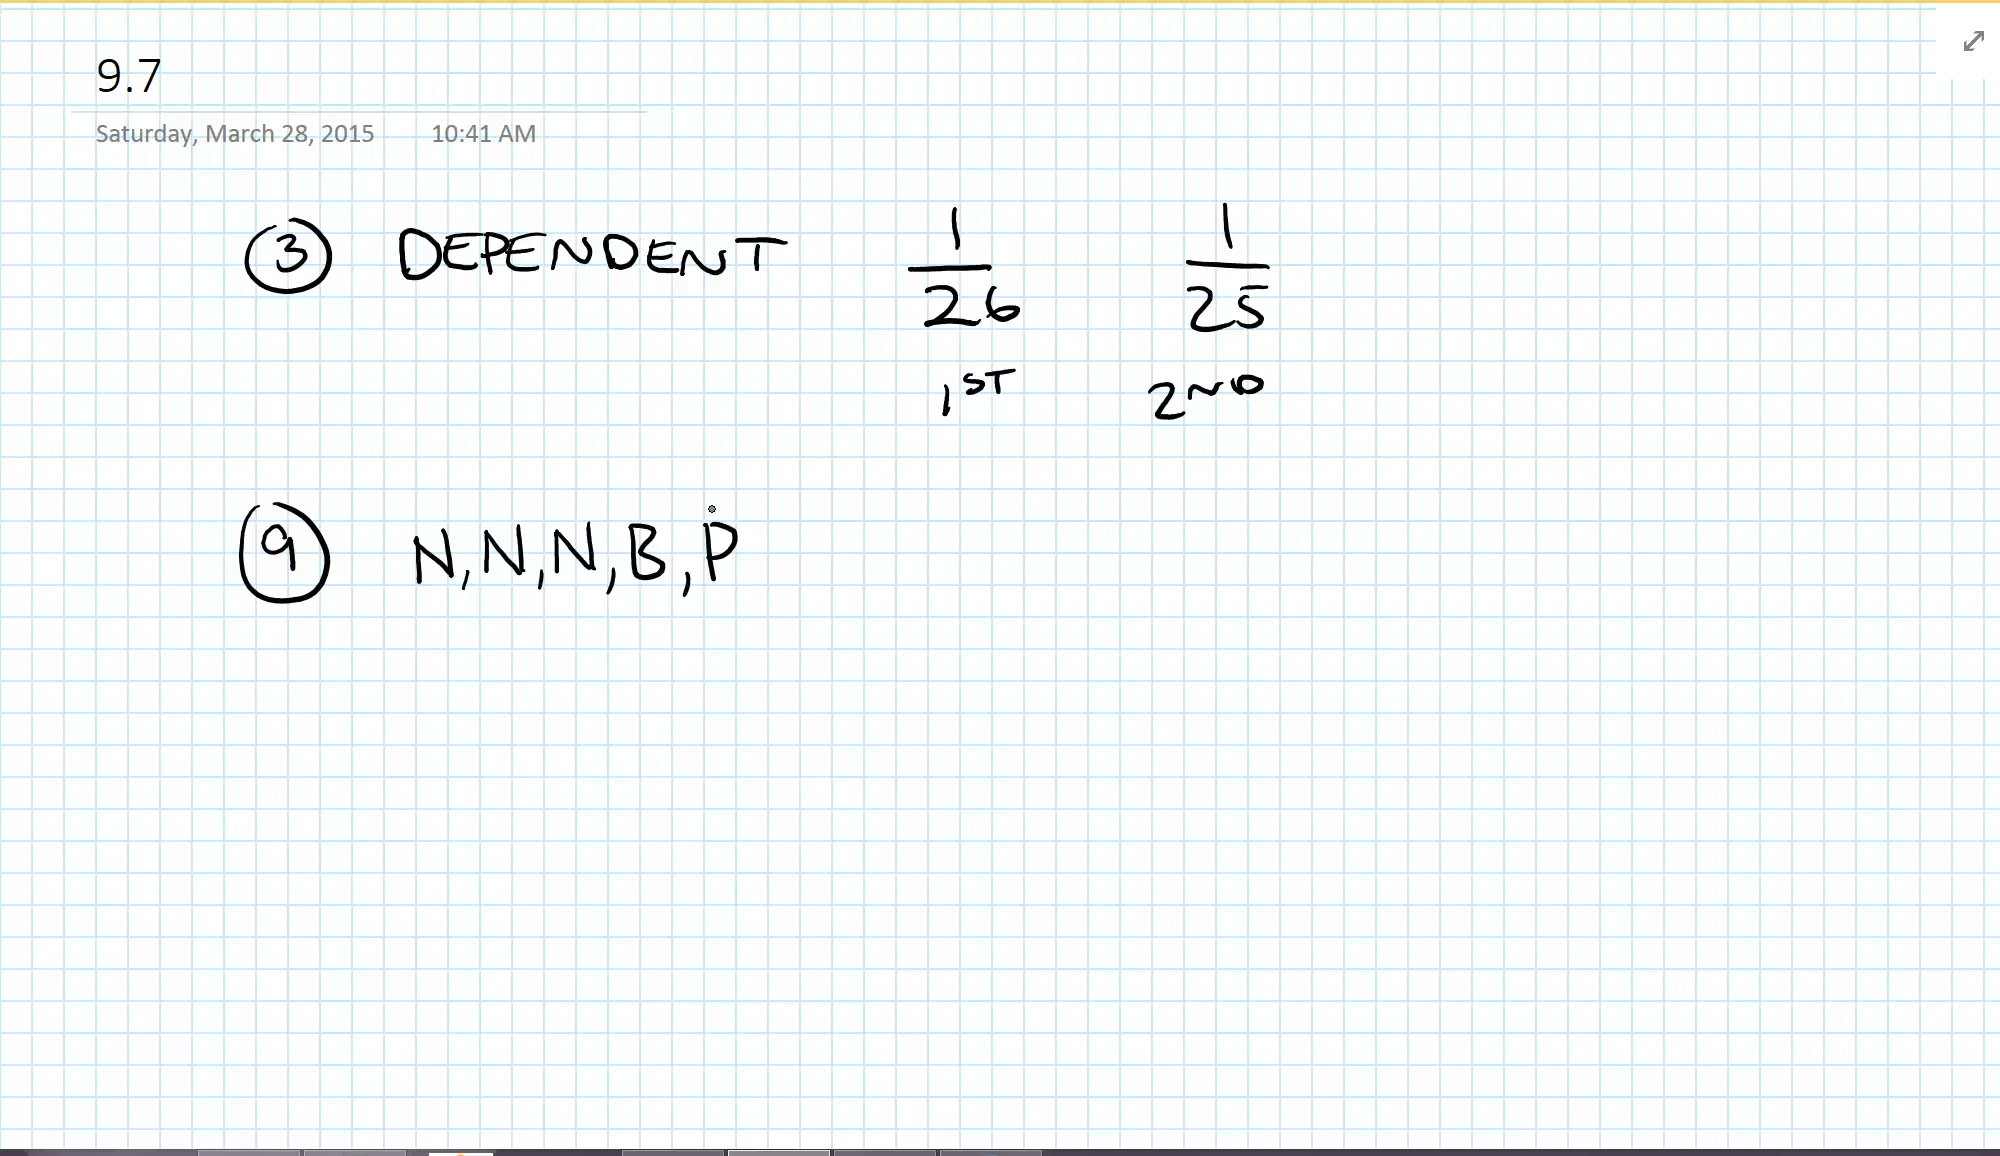 9.7
Saturday, March 28, 2015 10:41 AM
3 DEPENDENT 1/26 1/25
1ST 2ND
9 N, N, N, B, P